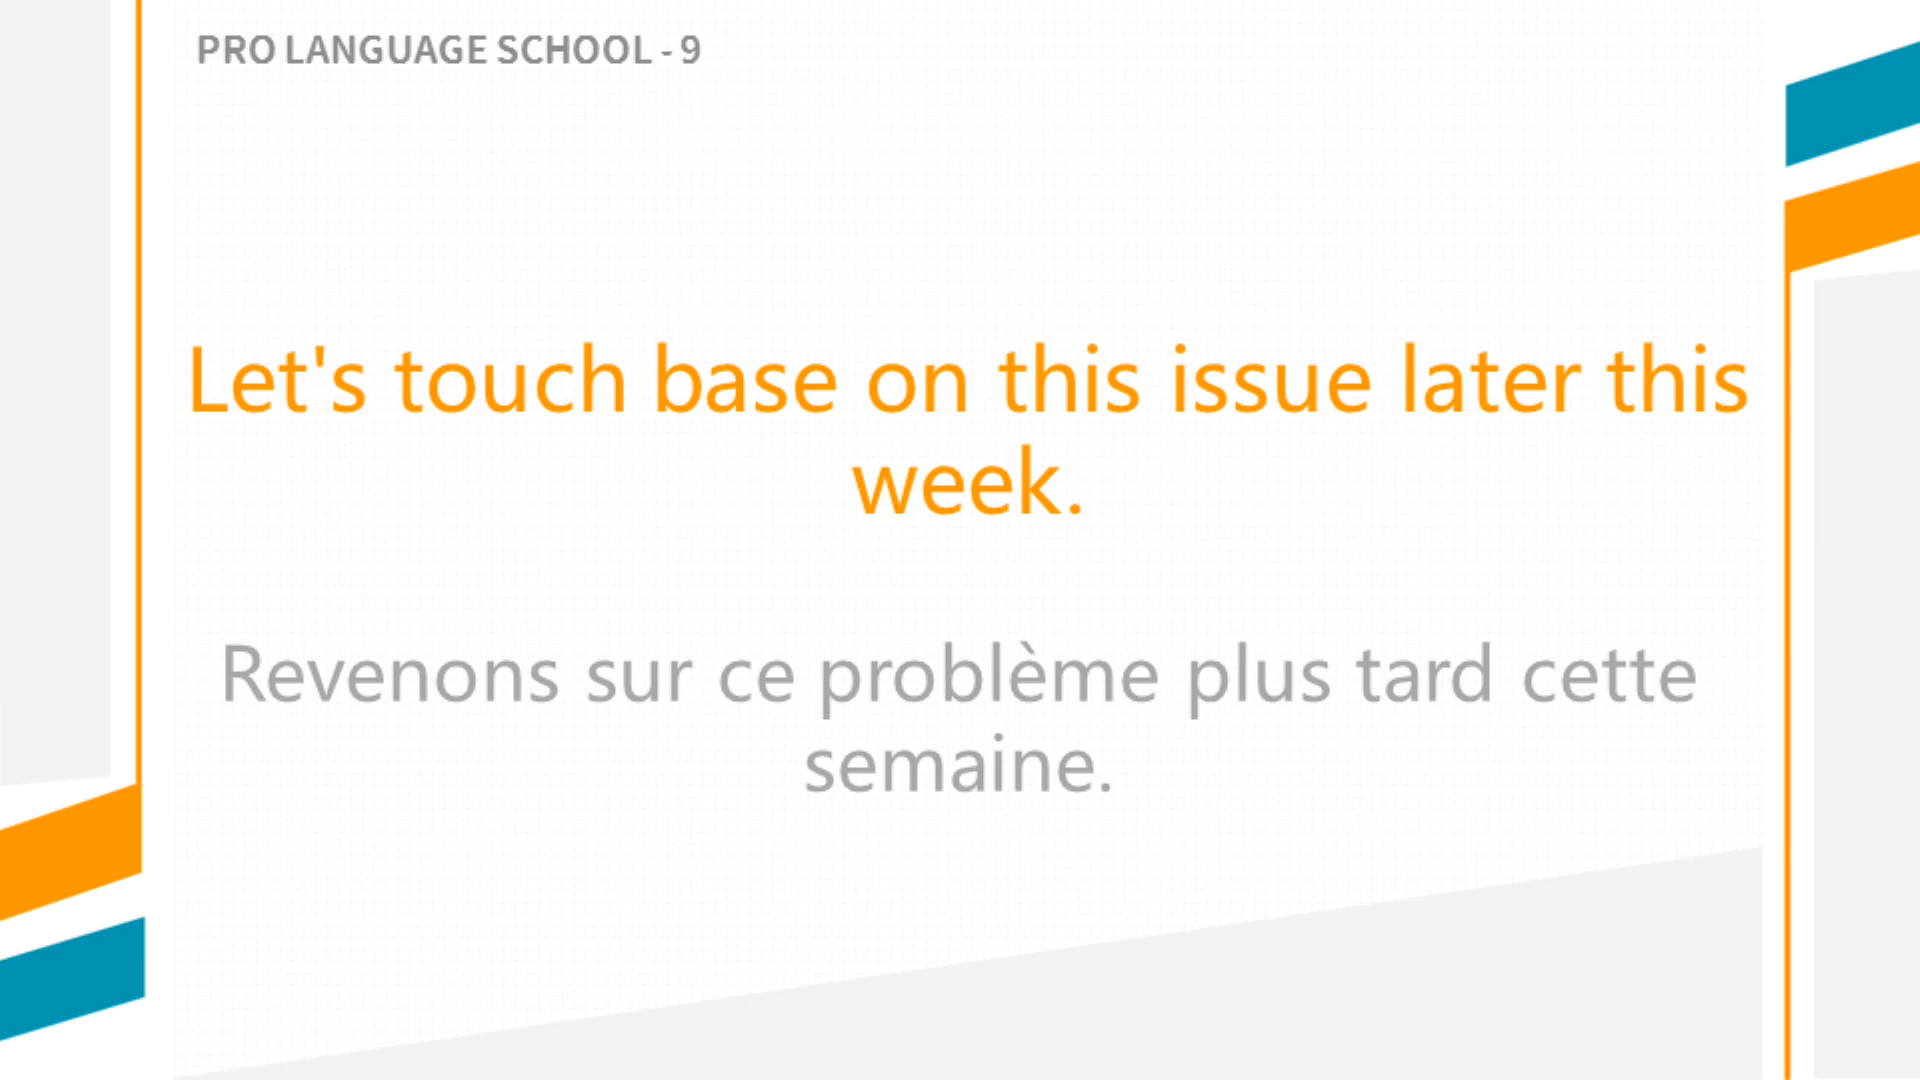 PRO LANGUAGE SCHOOL - 9
Let's touch base on this issue later this
week.
Revenons sur ce problème plus tard cette
semaine.